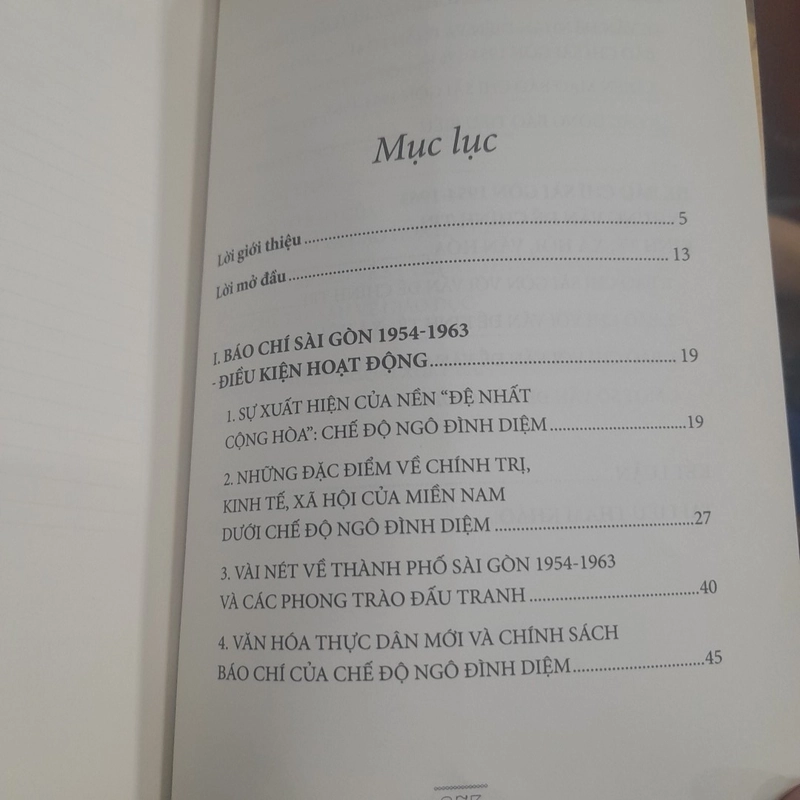 Mục lục
Lời giới thiệu ........ 5
Lời mở đầu ........ 13
I. BÁO CHÍ SÀI GÒN 1954-1963
- ĐIỀU KIỆN HOẠT ĐỘNG ........ 19
1. SỰ XUẤT HIỆN CỦA NỀN “ĐỆ NHẤT
CỘNG HÒA”: CHẾ ĐỘ NGÔ ĐÌNH DIỆM ........ 19
2. NHỮNG ĐẶC ĐIỂM VỀ CHÍNH TRỊ,
KINH TẾ, XÃ HỘI CỦA MIỀN NAM
DƯỚI CHẾ ĐỘ NGÔ ĐÌNH DIỆM ........ 27
3. VÀI NÉT VỀ THÀNH PHỐ SÀI GÒN 1954-1963
VÀ CÁC PHONG TRÀO ĐẤU TRANH ........ 40
4. VĂN HÓA THỰC DÂN MỚI VÀ CHÍNH SÁCH
BÁO CHÍ CỦA CHẾ ĐỘ NGÔ ĐÌNH DIỆM ........ 45